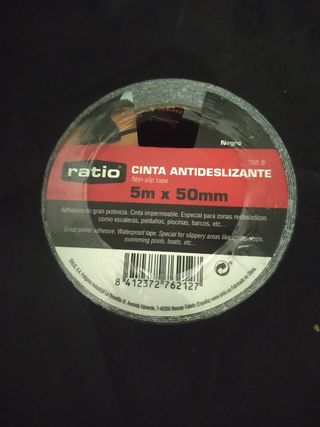 Negro
ratio
CINTA ANTIDESLIZANTE
Non-slip tape
5m x 50mm
Adhesivo de gran potencia. Cinta impermeable. Especial para zonas resbaladizas
como escaleras, peldaños, piscinas, barcos, etc...
Great power adhesive. Waterproof tape. Special for slippery areas like
swimming pools, boats, etc...
8 412372 762127